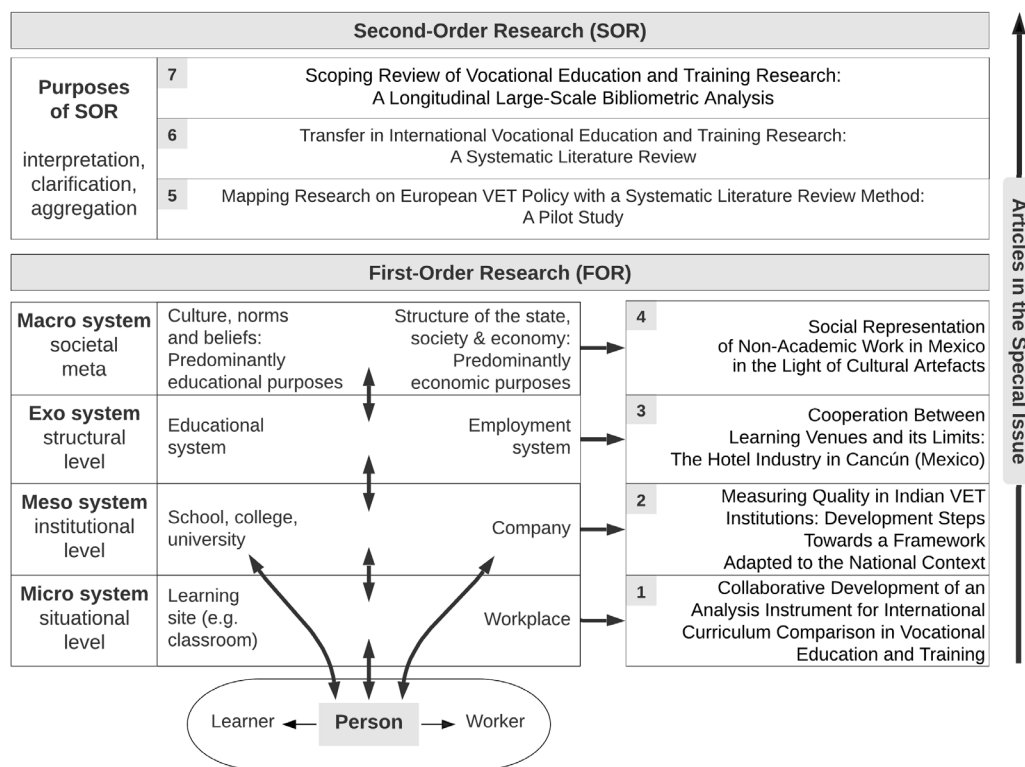 Second-Order Research (SOR)
Purposes
of SOR
interpretation,
clarification,
aggregation
7
Scoping Review of Vocational Education and Training Research:
A Longitudinal Large-Scale Bibliometric Analysis
6
Transfer in International Vocational Education and Training Research:
A Systematic Literature Review
5
Mapping Research on European VET Policy with a Systematic Literature Review Method:
A Pilot Study
First-Order Research (FOR)
Macro system
societal
meta
Culture, norms
and beliefs:
Predominantly
educational purposes
Structure of the state,
society & economy:
Predominantly
economic purposes
4
Social Representation
of Non-Academic Work in Mexico
in the Light of Cultural Artefacts
Exo system
structural
level
Educational
system
Employment
system
3
Cooperation Between
Learning Venues and its Limits:
The Hotel Industry in Cancún (Mexico)
Meso system
institutional
level
School, college,
university
Company
2
Measuring Quality in Indian VET
Institutions: Development Steps
Towards a Framework
Adapted to the National Context
Micro system
situational
level
Learning
site (e.g.
classroom)
Workplace
1
Collaborative Development of an
Analysis Instrument for International
Curriculum Comparison in Vocational
Education and Training
Learner
Person
Worker
Articles in the Special Issue